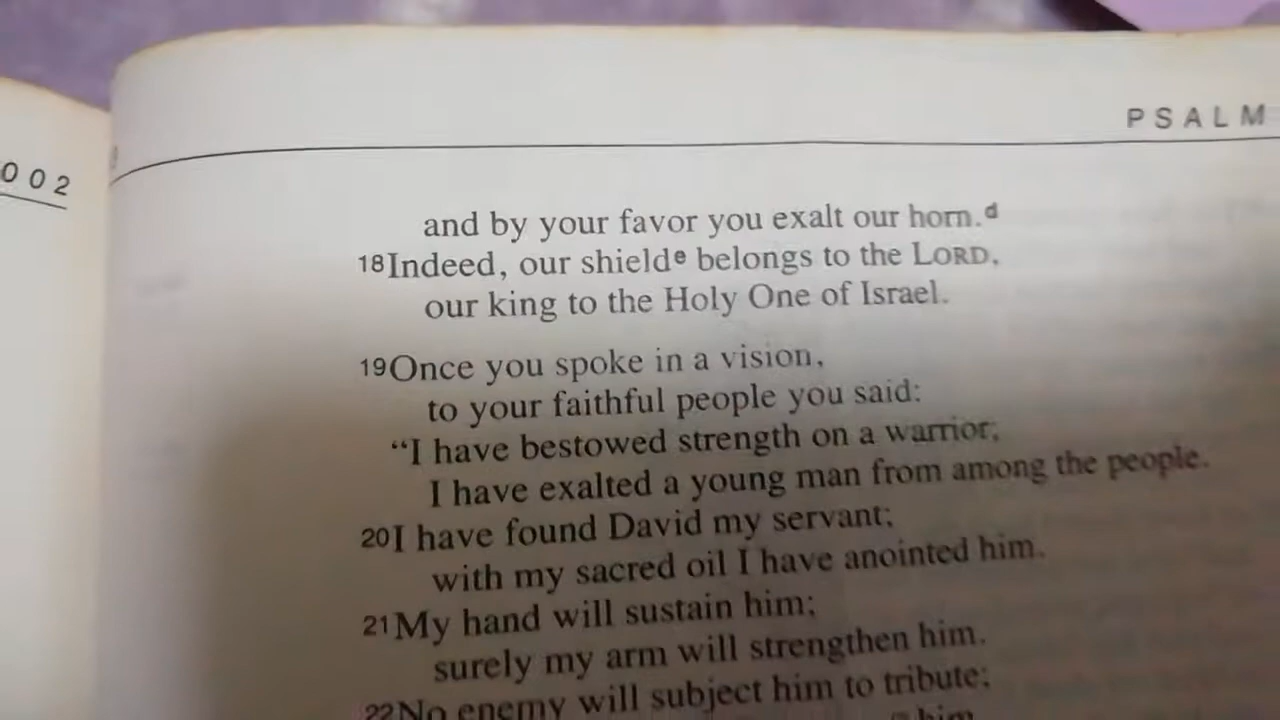 002
PSALM
and by your favor you exalt our horn.d
18Indeed, our shielde belongs to the LORD,
our king to the Holy One of Israel.
19Once you spoke in a vision,
to your faithful people you said:
“I have bestowed strength on a warrior;
I have exalted a young man from among the people.
20I have found David my servant;
with my sacred oil I have anointed him.
21My hand will sustain him;
surely my arm will strengthen him.
22No enemy will subject him to tribute;
him